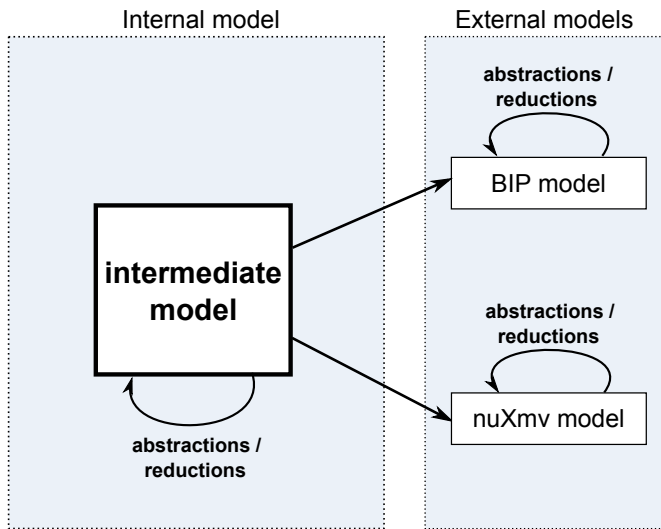 Internal model
External models
abstractions /
reductions
BIP model
intermediate
model
abstractions /
reductions
nuXmv model
abstractions /
reductions